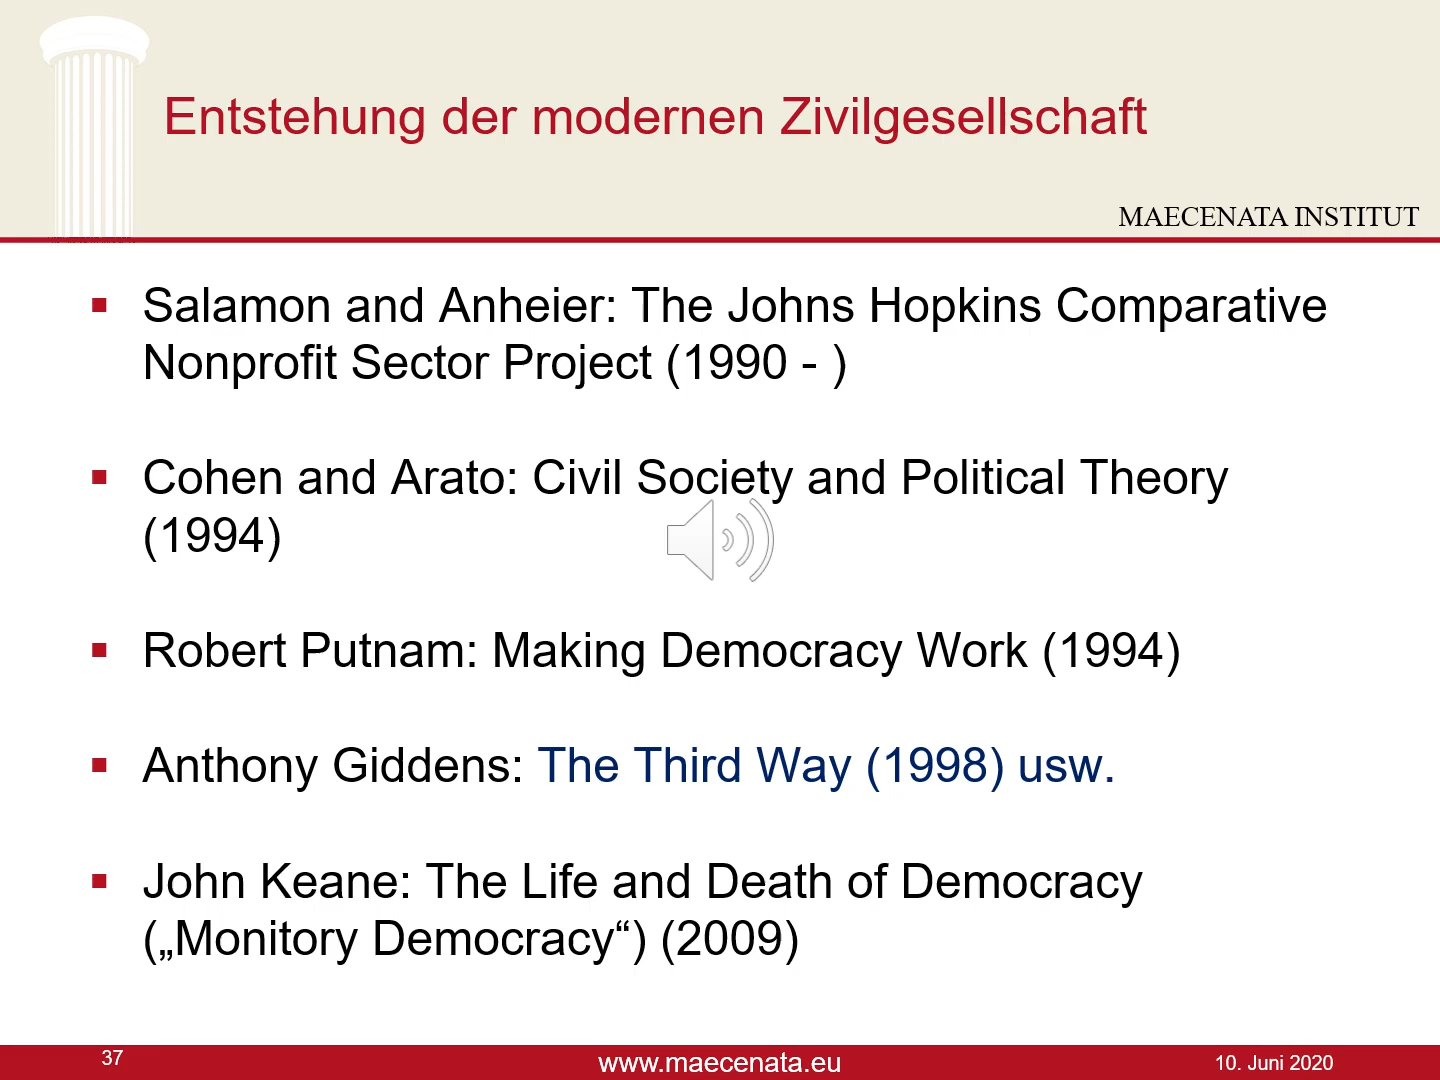 Entstehung der modernen Zivilgesellschaft
MAECENATA INSTITUT
Salamon and Anheier: The Johns Hopkins Comparative
Nonprofit Sector Project (1990 - )
Cohen and Arato: Civil Society and Political Theory
(1994)
Robert Putnam: Making Democracy Work (1994)
Anthony Giddens: The Third Way (1998) usw.
John Keane: The Life and Death of Democracy
(„Monitory Democracy“) (2009)
37
www.maecenata.eu
10. Juni 2020